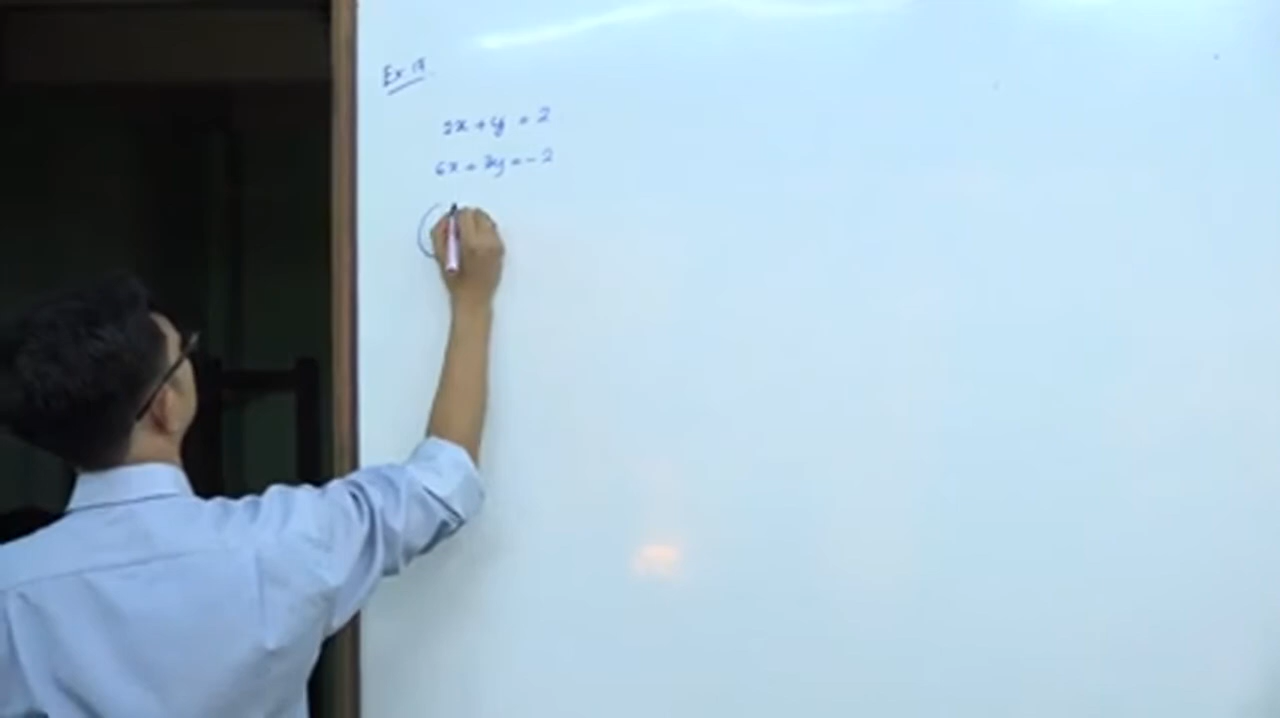 Ex 17.
2x + y = 2
6x + 3y = -2
(